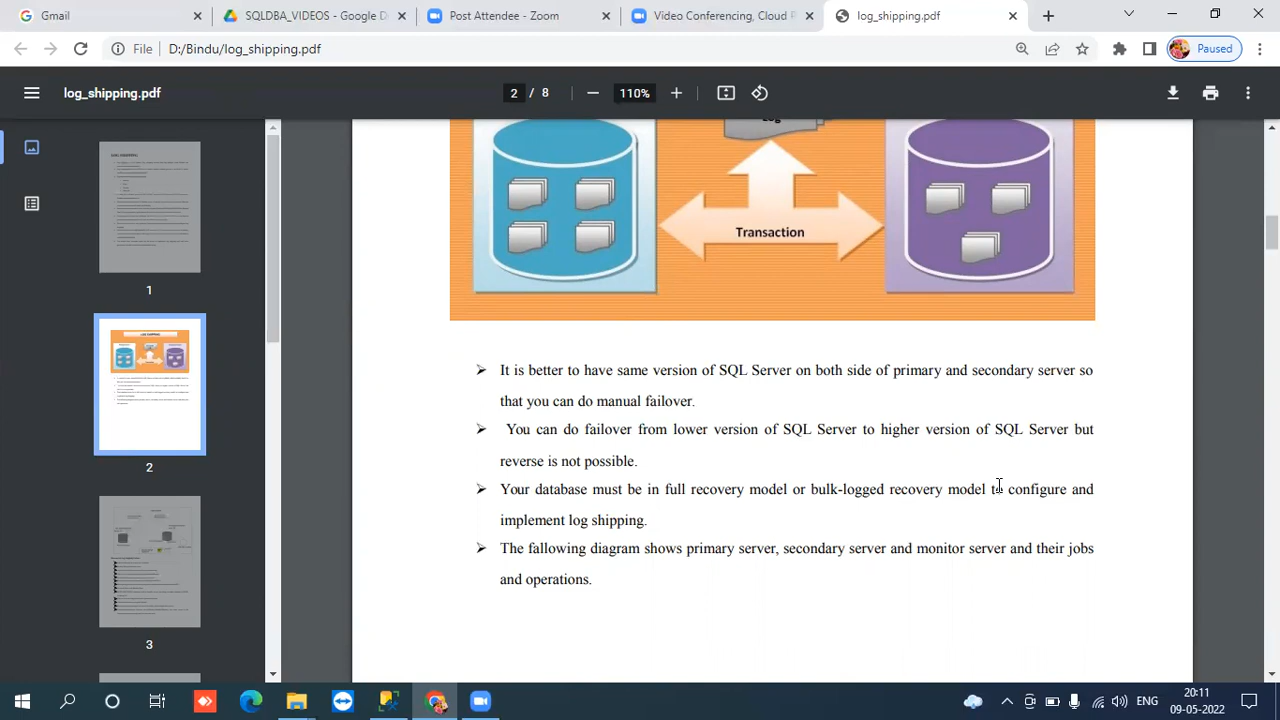 Gmail
SQLDBA_VIDEOS - Google D
Post Attendee - Zoom
Video Conferencing, Cloud P
log_shipping.pdf
File
D:/Bindu/log_shipping.pdf
Paused
log_shipping.pdf
2 / 8
110%
Log
Transaction
1
2
3
➢ It is better to have same version of SQL Server on both side of primary and secondary server so
that you can do manual failover.
➢ You can do failover from lower version of SQL Server to higher version of SQL Server but
reverse is not possible.
➢ Your database must be in full recovery model or bulk-logged recovery model to configure and
implement log shipping.
➢ The fallowing diagram shows primary server, secondary server and monitor server and their jobs
and operations.
ENG
20:11
09-05-2022